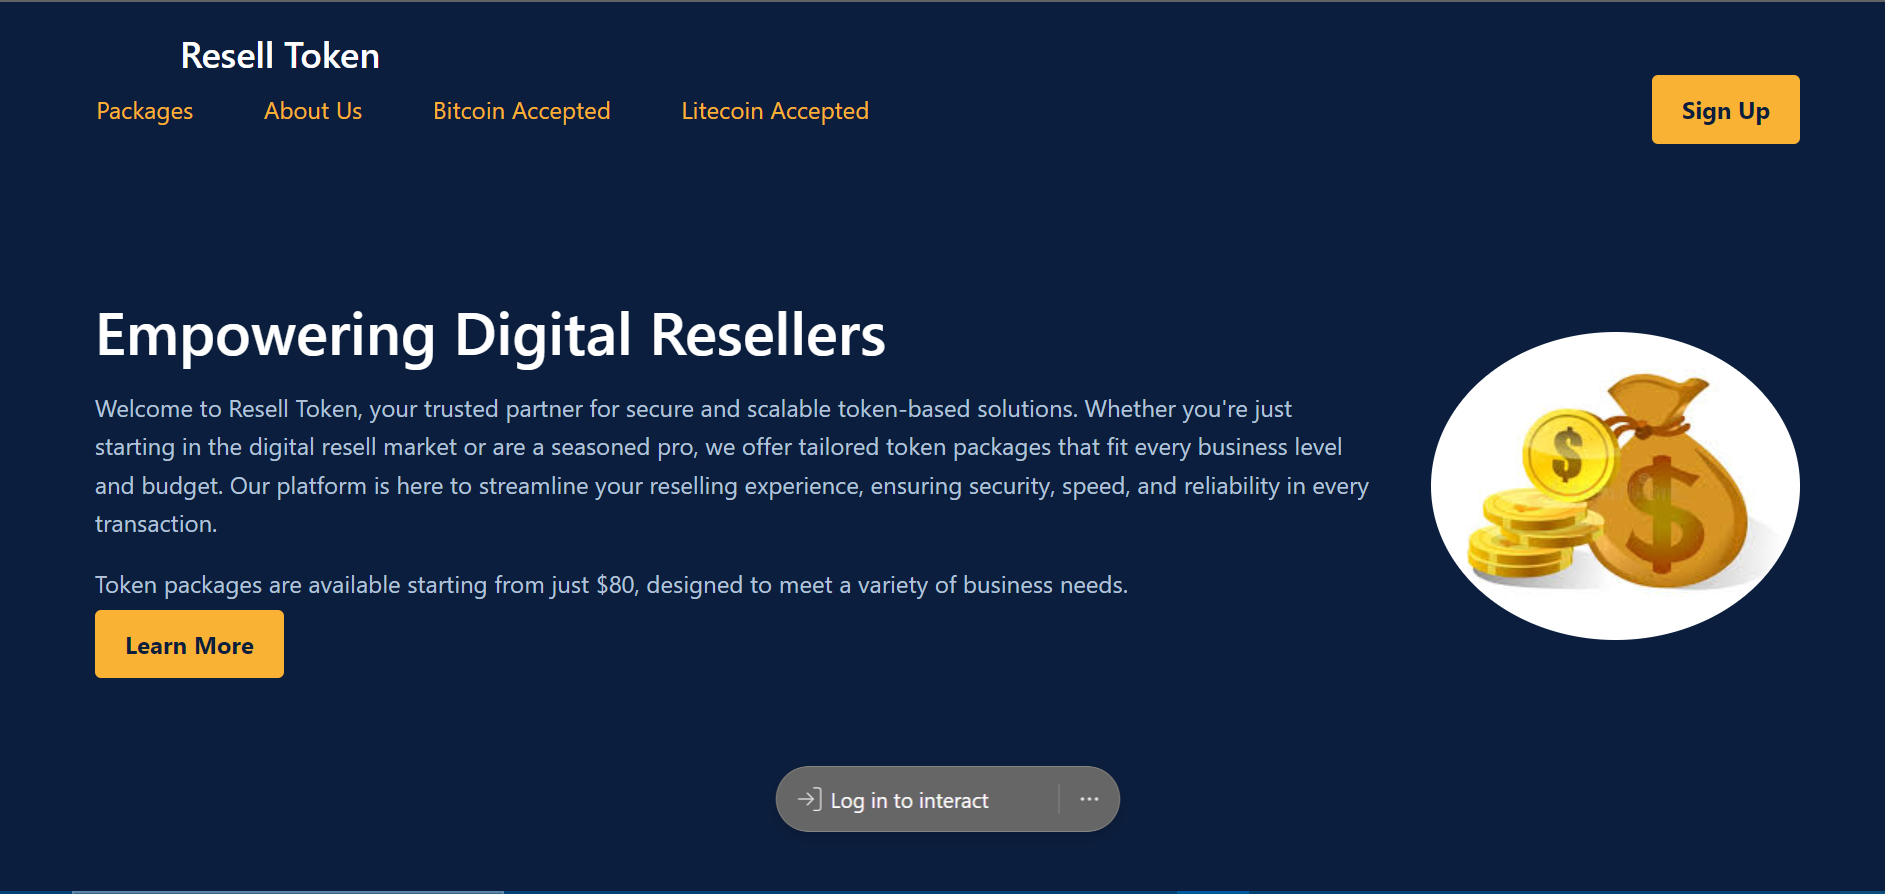 Resell Token
Packages
About Us
Bitcoin Accepted
Litecoin Accepted
Sign Up
Empowering Digital Resellers
Welcome to Resell Token, your trusted partner for secure and scalable token-based solutions. Whether you're just
starting in the digital resell market or are a seasoned pro, we offer tailored token packages that fit every business level
and budget. Our platform is here to streamline your reselling experience, ensuring security, speed, and reliability in every
transaction.
$
$
Token packages are available starting from just $80, designed to meet a variety of business needs.
Learn More
Log in to interact